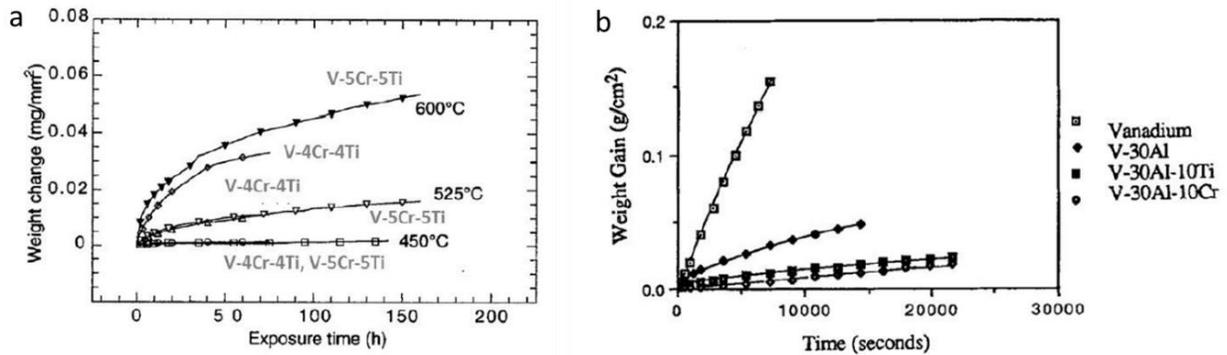 a
0.08
0.06
0.04
0.02
0
Weight change (mg/mm²)
V-5Cr-5Ti
600°C
V-4Cr-4Ti
V-4Cr-4Ti
525°C
V-5Cr-5Ti
450°C
V-4Cr-4Ti, V-5Cr-5Ti
0 5 0 100 150 200
Exposure time (h)
b
0.2
0.1
0.0
Weight Gain (g/cm²)
Vanadium
V-30Al
V-30Al-10Ti
V-30Al-10Cr
0 10000 20000 30000
Time (seconds)